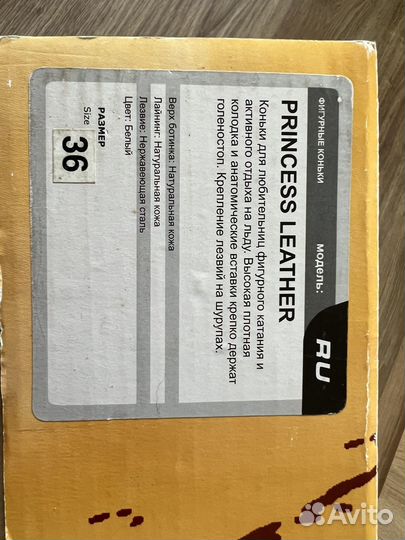 ФИГУРНЫЕ КОНЬКИ
модель:
RU
PRINCESS LEATHER
Коньки для любительниц фигурного катания и
активного отдыха на льду. Высокая плотная
колодка и анатомические вставки крепко держат
голеностоп. Крепление лезвий на шурупах.
Верх ботинка: Натуральная кожа
Лайнинг: Натуральная кожа
Лезвие: Нержавеющая сталь
Цвет: Белый
РАЗМЕР
Size
36
Avito